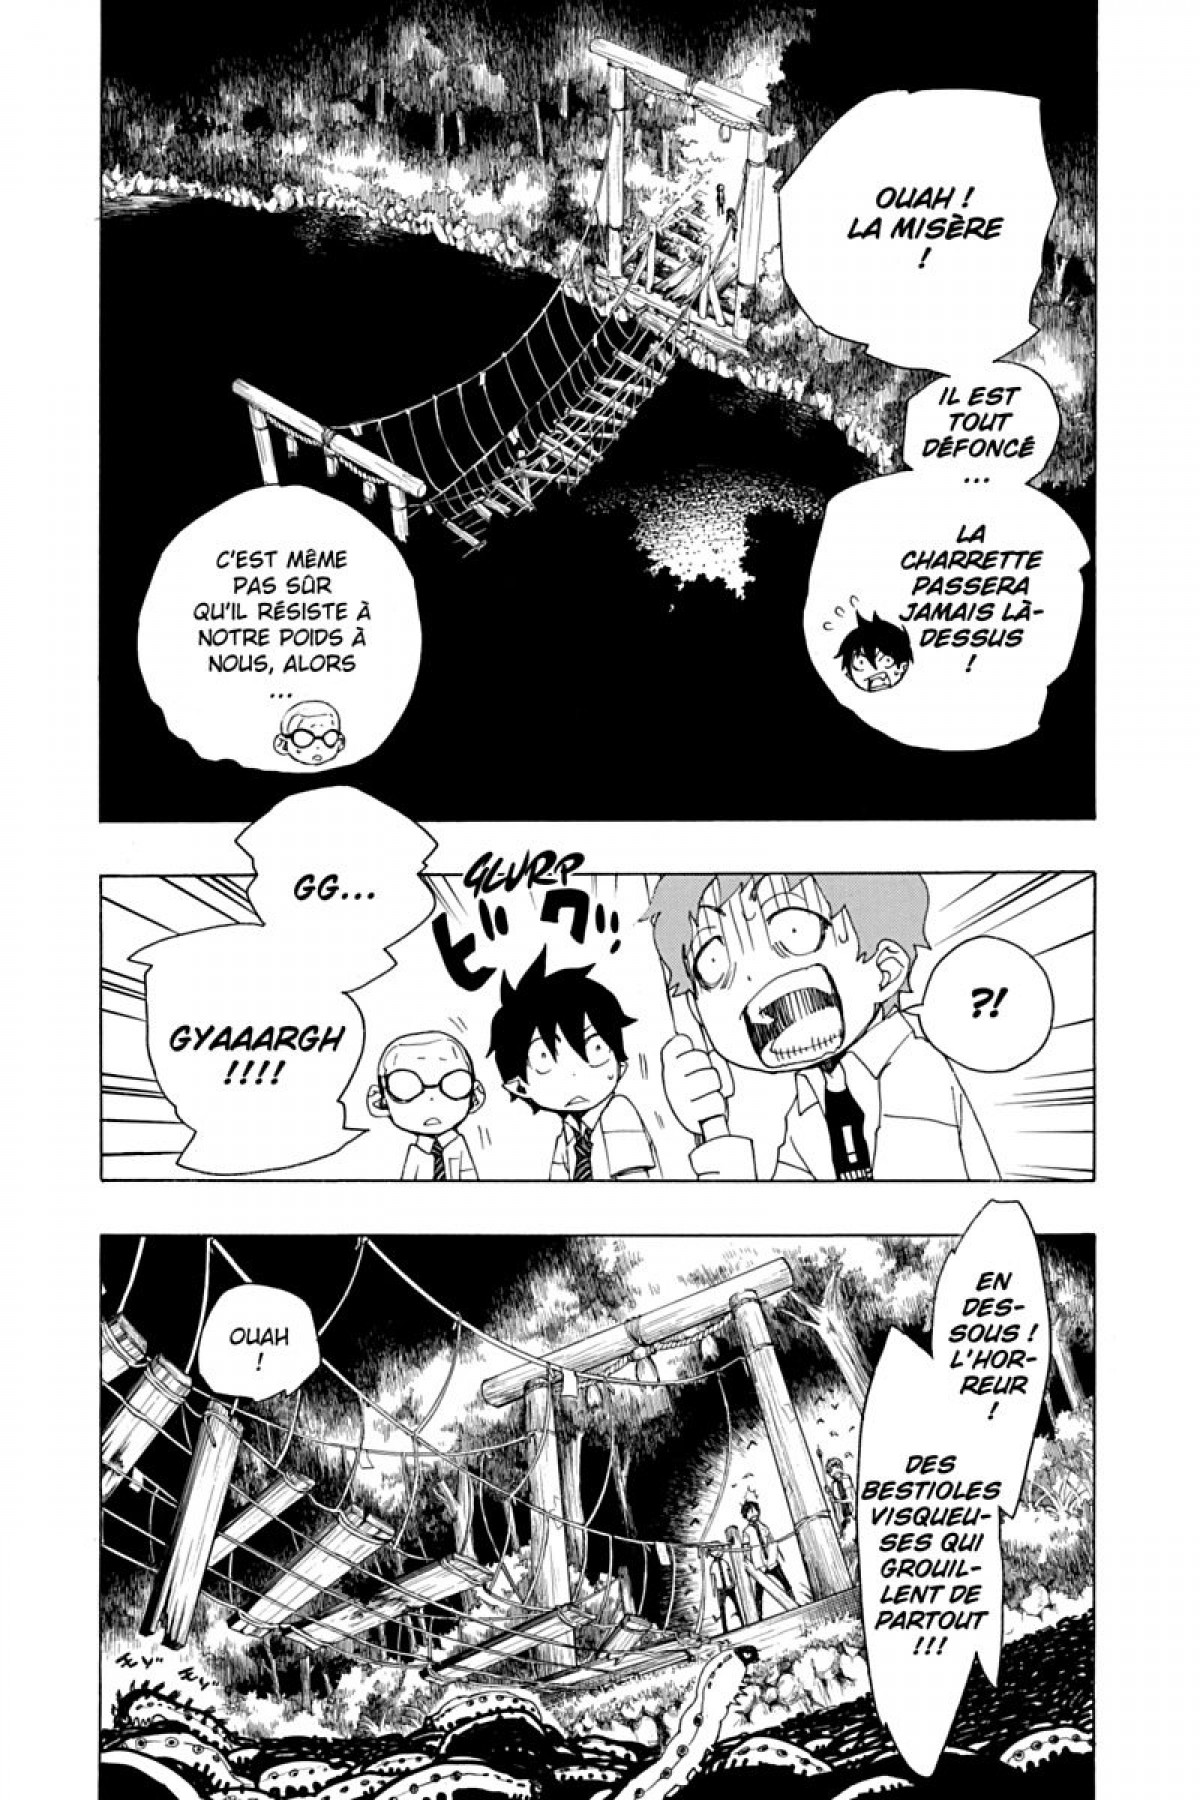 OUAH !
LA MISÈRE
!
IL EST
TOUT
DÉFONCÉ
...
LA
CHARRETTE
PASSERA
JAMAIS LÀ-
DESSUS
!
C'EST MÊME
PAS SÛR
QU'IL RÉSISTE À
NOTRE POIDS À
NOUS, ALORS
...
?!
GLURP
ビクッ
GG...
GYAAARGH
!!!!
EN
DES-
SOUS !
L'HOR-
REUR
!
DES
BESTIOLES
VISQUEU-
SES QUI
GROUIL-
LENT DE
PARTOUT
!!!
OUAH
!